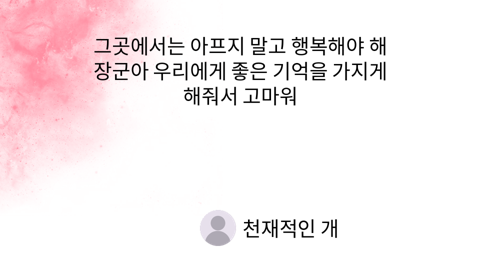 그곳에서는 아프지 말고 행복해야 해
장군아 우리에게 좋은 기억을 가지게
해줘서 고마워
천재적인 개